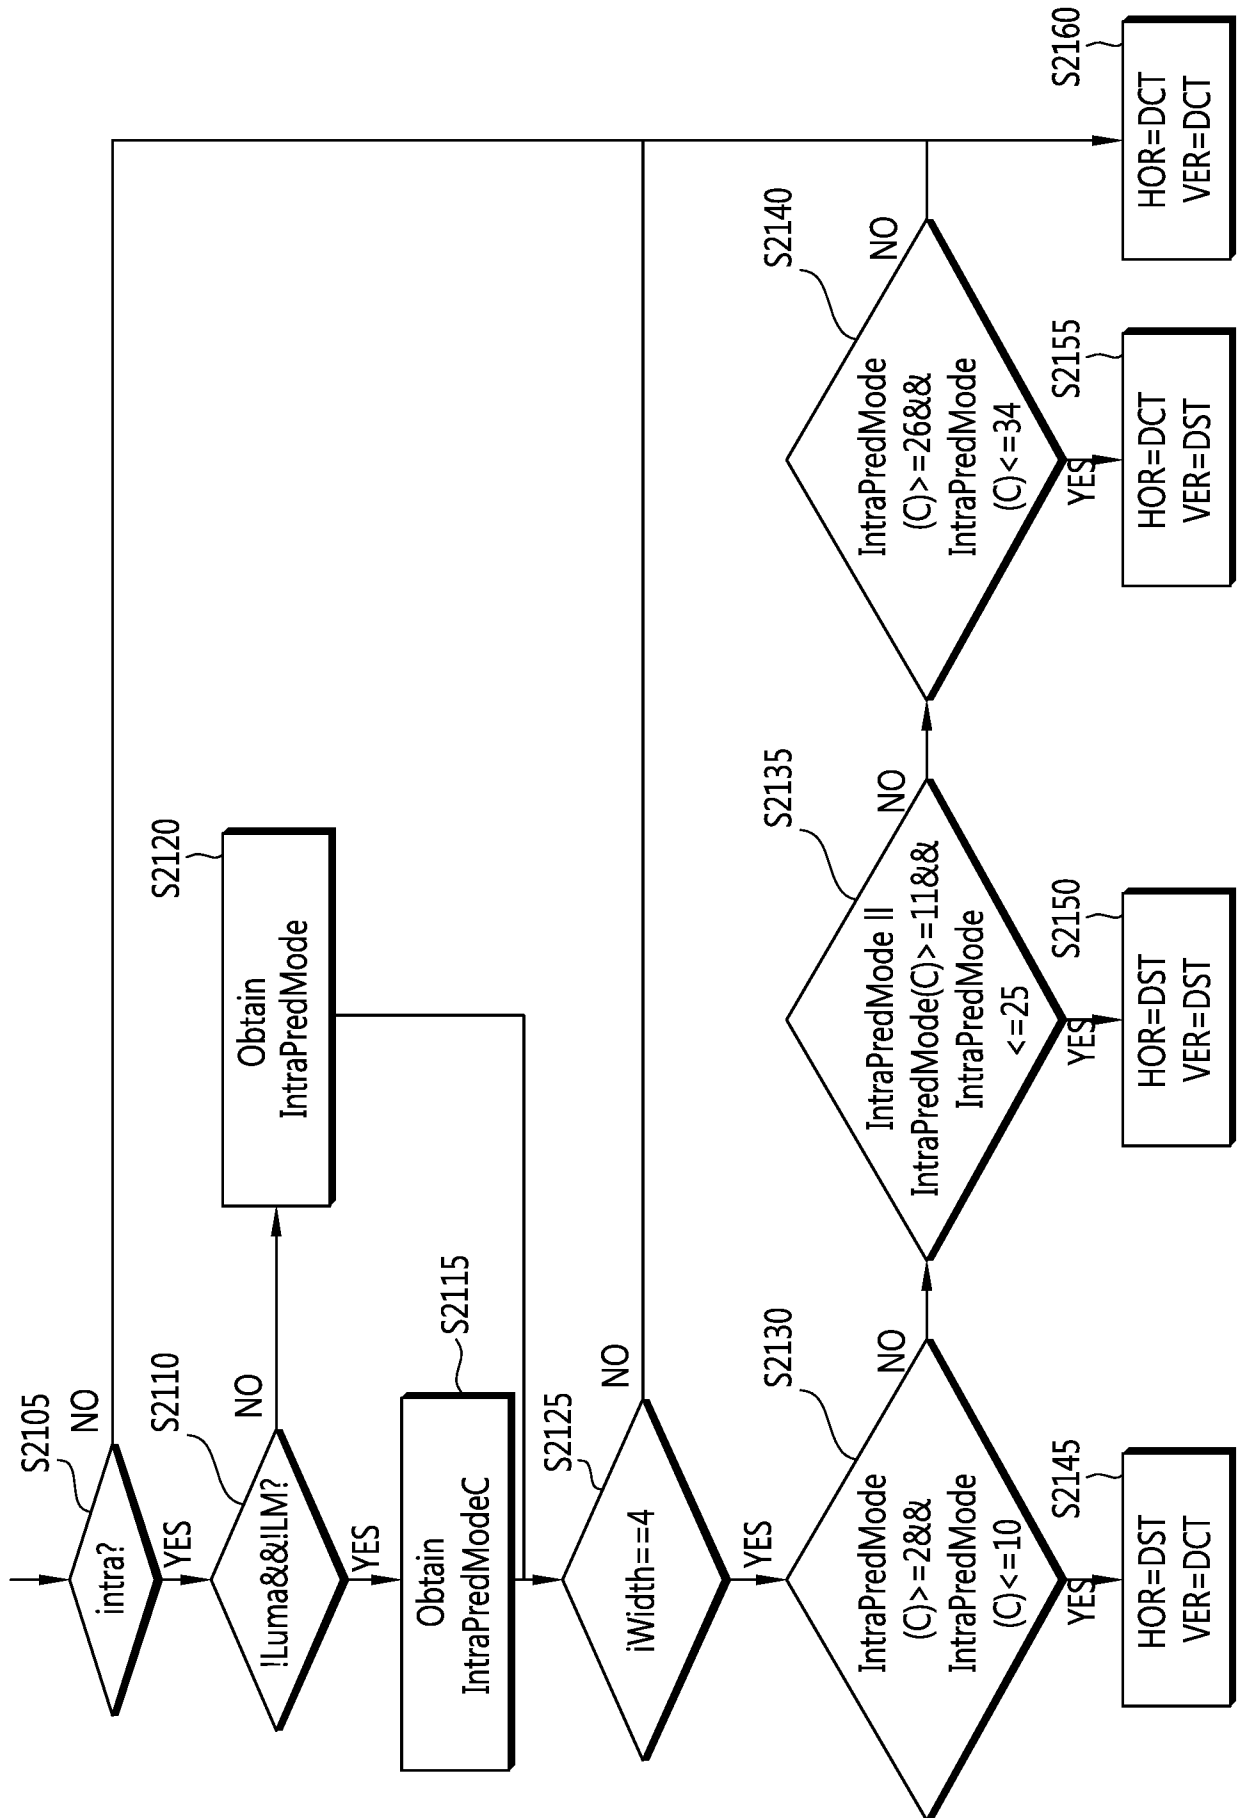 S2105
intra?
NO
YES
S2110
!Luma&&!LM?
NO
YES
S2120
Obtain
IntraPredMode
S2115
Obtain
IntraPredModeC
S2125
iWidth==4
NO
YES
S2130
IntraPredMode
(C)>=2&&
IntraPredMode
(C)<=10
NO
YES
S2135
IntraPredMode ||
IntraPredMode(C)>=11&&
IntraPredMode
<=25
NO
YES
S2140
IntraPredMode
(C)>=26&&
IntraPredMode
(C)<=34
NO
YES
S2145
HOR=DST
VER=DCT
S2150
HOR=DST
VER=DST
S2155
HOR=DCT
VER=DST
S2160
HOR=DCT
VER=DCT